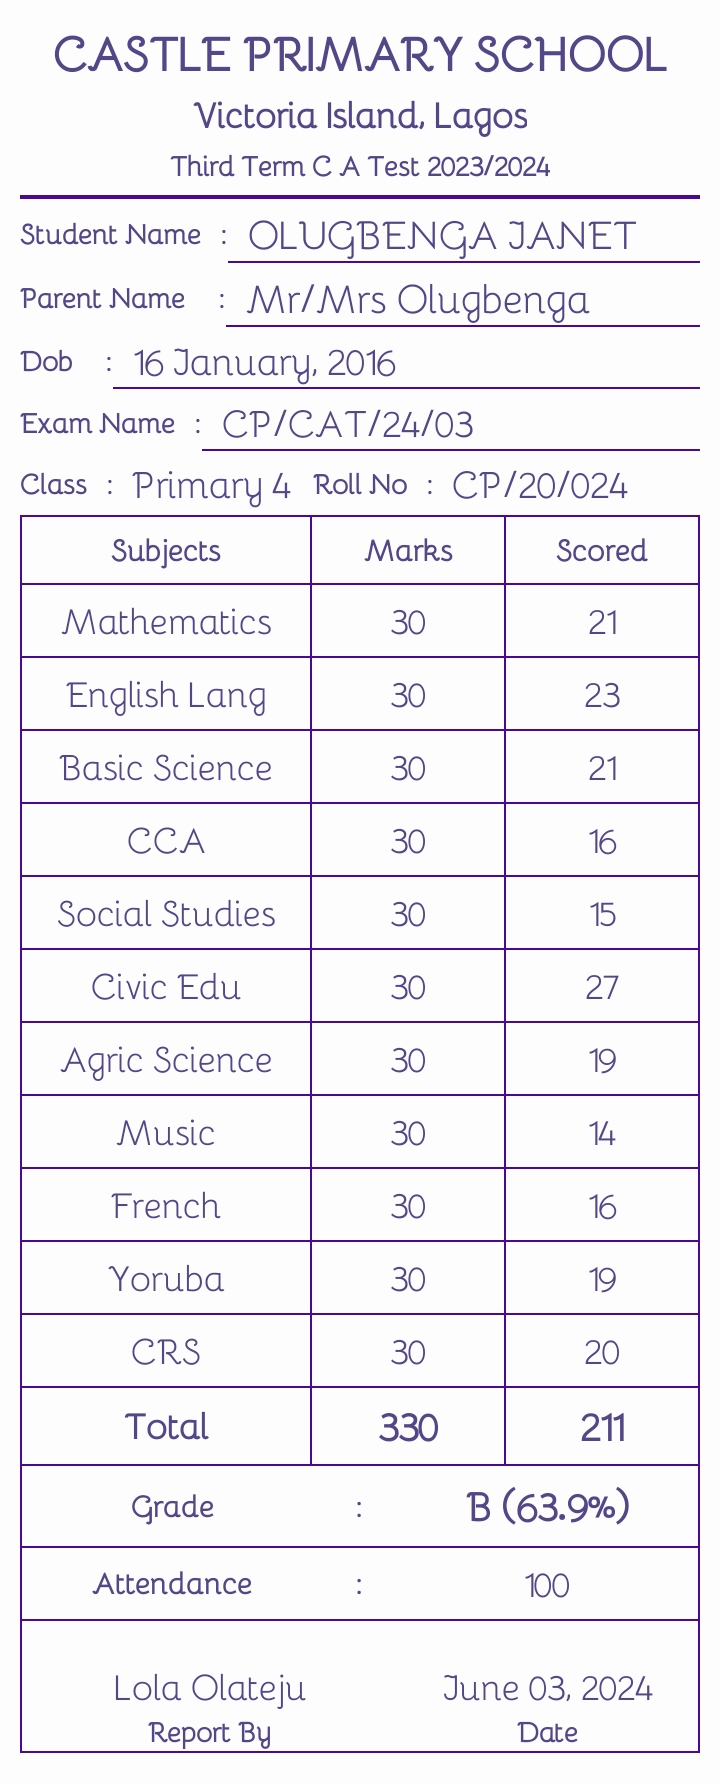 CASTLE PRIMARY SCHOOL
Victoria Island, Lagos
Third Term C A Test 2023/2024
Student Name : OLUGBENGA JANET
Parent Name : Mr/Mrs Olugbenga
Dob : 16 January, 2016
Exam Name : CP/CAT/24/03
Class : Primary 4 Roll No : CP/20/024
Subjects Marks Scored
Mathematics 30 21
English Lang 30 23
Basic Science 30 21
CCA 30 16
Social Studies 30 15
Civic Edu 30 27
Agric Science 30 19
Music 30 14
French 30 16
Yoruba 30 19
CRS 30 20
Total 330 211
Grade : B (63.9%)
Attendance : 100
Lola Olateju June 03, 2024
Report By Date